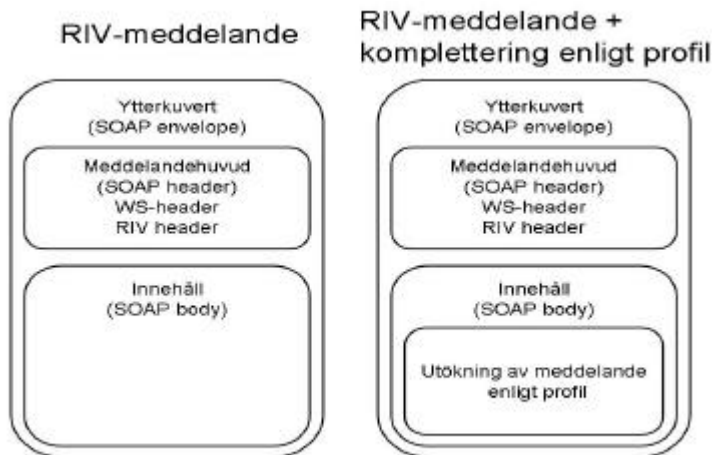 RIV-meddelande
Ytterkuvert
(SOAP envelope)
Meddelandehuvud
(SOAP header)
WS-header
RIV header
Innehåll
(SOAP body)
RIV-meddelande +
komplettering enligt profil
Ytterkuvert
(SOAP envelope)
Meddelandehuvud
(SOAP header)
WS-header
RIV header
Innehåll
(SOAP body)
Utökning av meddelande
enligt profil